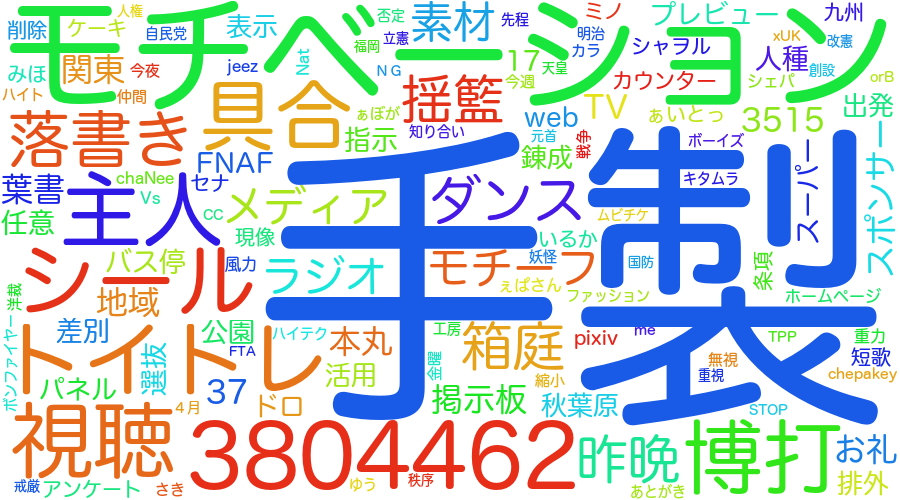 モチベーション
人権
自民党
ケーキ
削除
表示
否定
福岡
立憲
素材
先程
ミノ
明治
カラ
プレビュー
九州
xUK
改憲
シャヲル
人種
創設
orB
シェパ
みほ
関東
今夜
ハイト
仲間
jeez
Nat
NG
17
天皇
今週
カウンター
出発
落書き
具合
揺籃
ぁぽが
知り合い
web
TV
ぁぃとっ
3515
指示
元首
戦争
ボーイズ
FNAF
錬成
キタムラ
スーパー
スポンサー
葉書
chaNee
主人
セナ
Vs
CC
メディア
ダンス
手製
ムビチケ
任意
現像
いるか
バス停
風力
ラジオ
モチーフ
妖怪
国防
条項
シール
ぇぱさん
ファッション
ホームページ
洋裁
地域
トイトレ
差別
公園
ハイテク
工房
me
TPP
重力
ボンファイヤー
FTA
本丸
箱庭
pixiv
無視
短歌
選抜
金曜
重視
chepakey
パネル
37
活用
縮小
掲示板
秋葉原
STOP
視聴
4月
ドロ
3804462
昨晩
博打
お礼
戒厳
アンケート
さき
ゆう
秩序
あとがき
排外